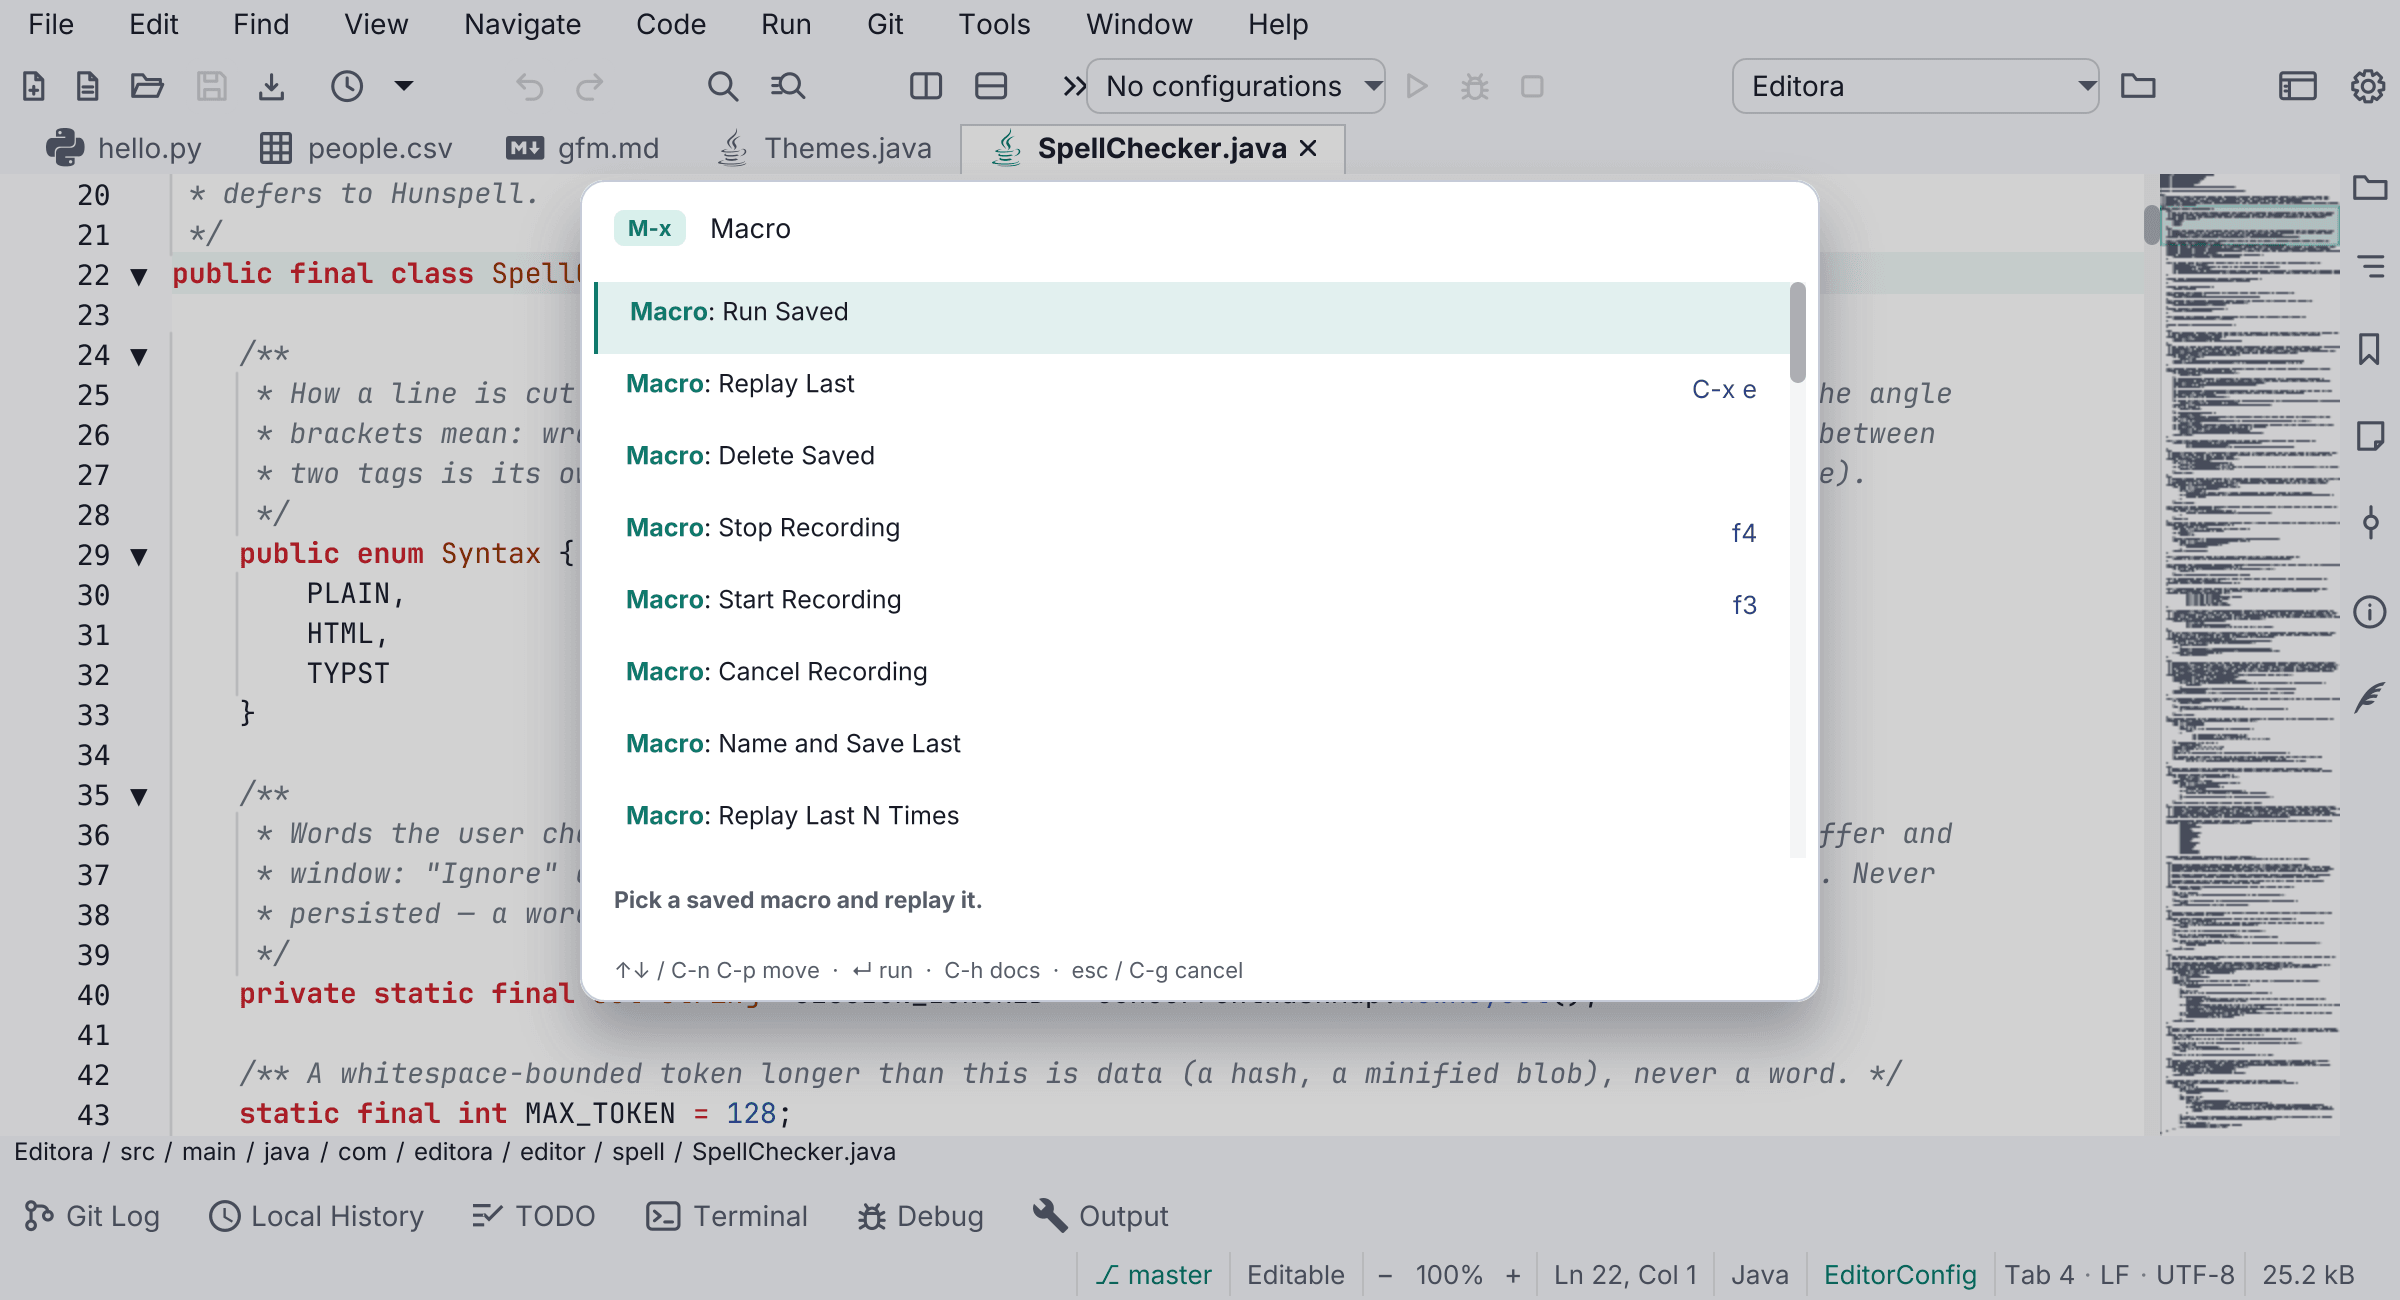 File Edit Find View Navigate Code Run Git Tools Window Help
No configurations Editora
hello.py people.csv gfm.md Themes.java SpellChecker.java
20 * defers to Hunspell.
21 */
22 public final class Spell
23
24 /**
25 * How a line is cut he angle
26 * brackets mean: between
27 * two tags is its e).
28 */
29 public enum Syntax {
30 PLAIN,
31 HTML,
32 TYPST
33 }
34
35 /**
36 * Words the user ffer and
37 * window: "Ignore" . Never
38 * persisted — a
39 */
40 private static final
41
42 /** A whitespace-bounded token longer than this is data (a hash, a minified blob), never a word. */
43 static final int MAX_TOKEN = 128;
M-x Macro
Macro: Run Saved
Macro: Replay Last C-x e
Macro: Delete Saved
Macro: Stop Recording f4
Macro: Start Recording f3
Macro: Cancel Recording
Macro: Name and Save Last
Macro: Replay Last N Times
Pick a saved macro and replay it.
↑↓ / C-n C-p move · ↵ run · C-h docs · esc / C-g cancel
Editora / src / main / java / com / editora / editor / spell / SpellChecker.java
Git Log Local History TODO Terminal Debug Output
master Editable − 100% + Ln 22, Col 1 Java EditorConfig Tab 4 · LF · UTF-8 25.2 kB